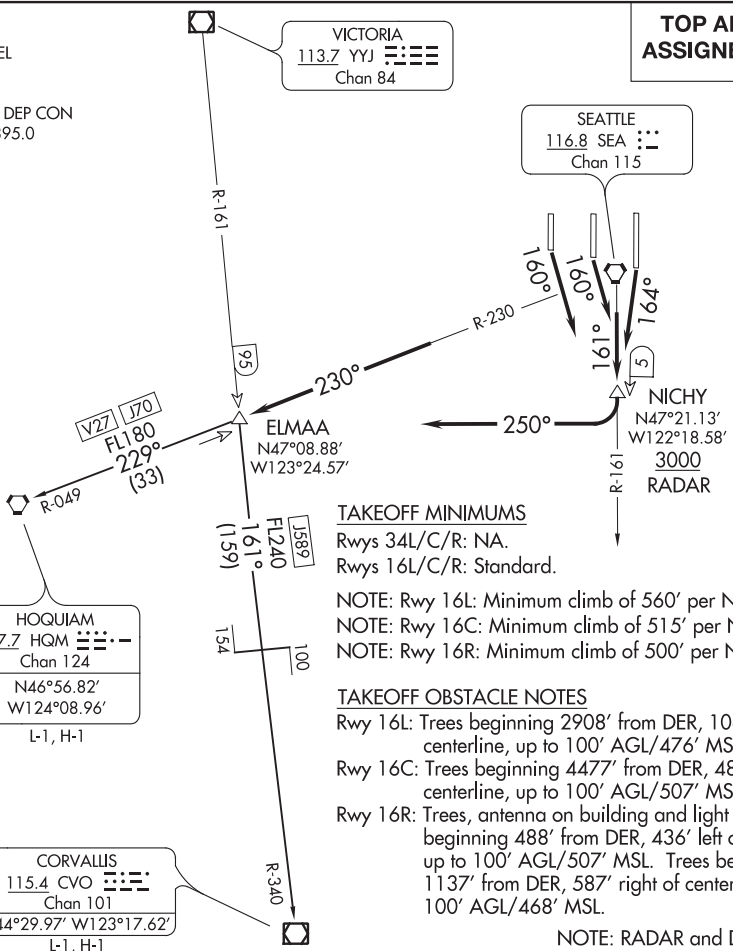 TOP AL
ASSIGNE
EL
DEP CON
95.0
VICTORIA
113.7 YYJ
Chan 84
SEATTLE
116.8 SEA
Chan 115
R-161
160°
160°
161°
164°
R-230
230°
95
5
NICHY
N47°21.13'
W122°18.58'
3000
RADAR
R-161
250°
ELMAA
N47°08.88'
W123°24.57'
V27 J70
FL180
229°
(33)
R-049
J589
FL240
161°
(159)
154
100
R-340
HOQUIAM
7.7 HQM
Chan 124
N46°56.82'
W124°08.96'
L-1, H-1
CORVALLIS
115.4 CVO
Chan 101
44°29.97' W123°17.62'
L-1, H-1
TAKEOFF MINIMUMS
Rwys 34L/C/R: NA.
Rwys 16L/C/R: Standard.
NOTE: Rwy 16L: Minimum climb of 560' per N
NOTE: Rwy 16C: Minimum climb of 515' per N
NOTE: Rwy 16R: Minimum climb of 500' per N
TAKEOFF OBSTACLE NOTES
Rwy 16L: Trees beginning 2908' from DER, 10
centerline, up to 100' AGL/476' MSL
Rwy 16C: Trees beginning 4477' from DER, 48
centerline, up to 100' AGL/507' MSL
Rwy 16R: Trees, antenna on building and light
beginning 488' from DER, 436' left
up to 100' AGL/507' MSL. Trees be
1137' from DER, 587' right of center
100' AGL/468' MSL.
NOTE: RADAR and D